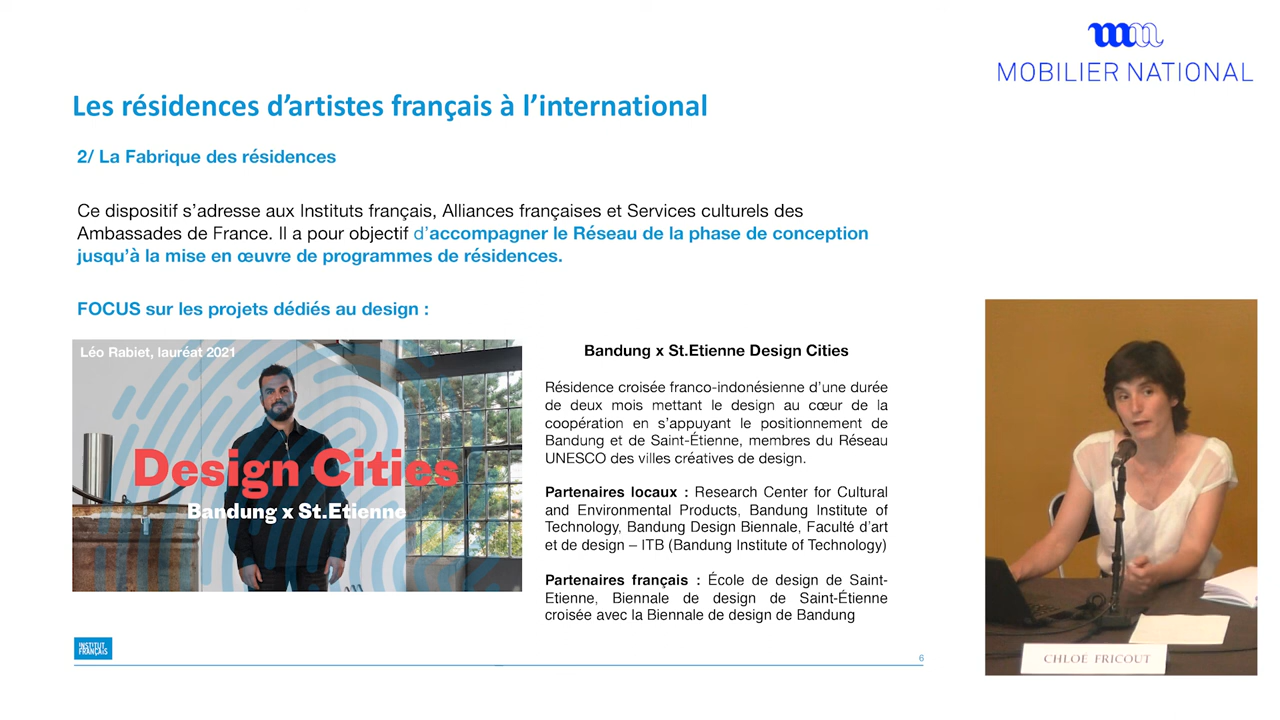 MOBILIER NATIONAL
Les résidences d’artistes français à l’international
2/ La Fabrique des résidences
Ce dispositif s’adresse aux Instituts français, Alliances françaises et Services culturels des
Ambassades de France. Il a pour objectif d’accompagner le Réseau de la phase de conception
jusqu’à la mise en œuvre de programmes de résidences.
FOCUS sur les projets dédiés au design :
Léo Rabiet, lauréat 2021
Design Cities
Bandung x St.Etienne
Bandung x St.Etienne Design Cities
Résidence croisée franco-indonésienne d’une durée
de deux mois mettant le design au cœur de la
coopération en s’appuyant le positionnement de
Bandung et de Saint-Étienne, membres du Réseau
UNESCO des villes créatives de design.
Partenaires locaux : Research Center for Cultural
and Environmental Products, Bandung Institute of
Technology, Bandung Design Biennale, Faculté d’art
et de design – ITB (Bandung Institute of Technology)
Partenaires français : École de design de Saint-
Etienne, Biennale de design de Saint-Étienne
croisée avec la Biennale de design de Bandung
INSTITUT
FRANÇAIS
6
CHLOE FRICOUT